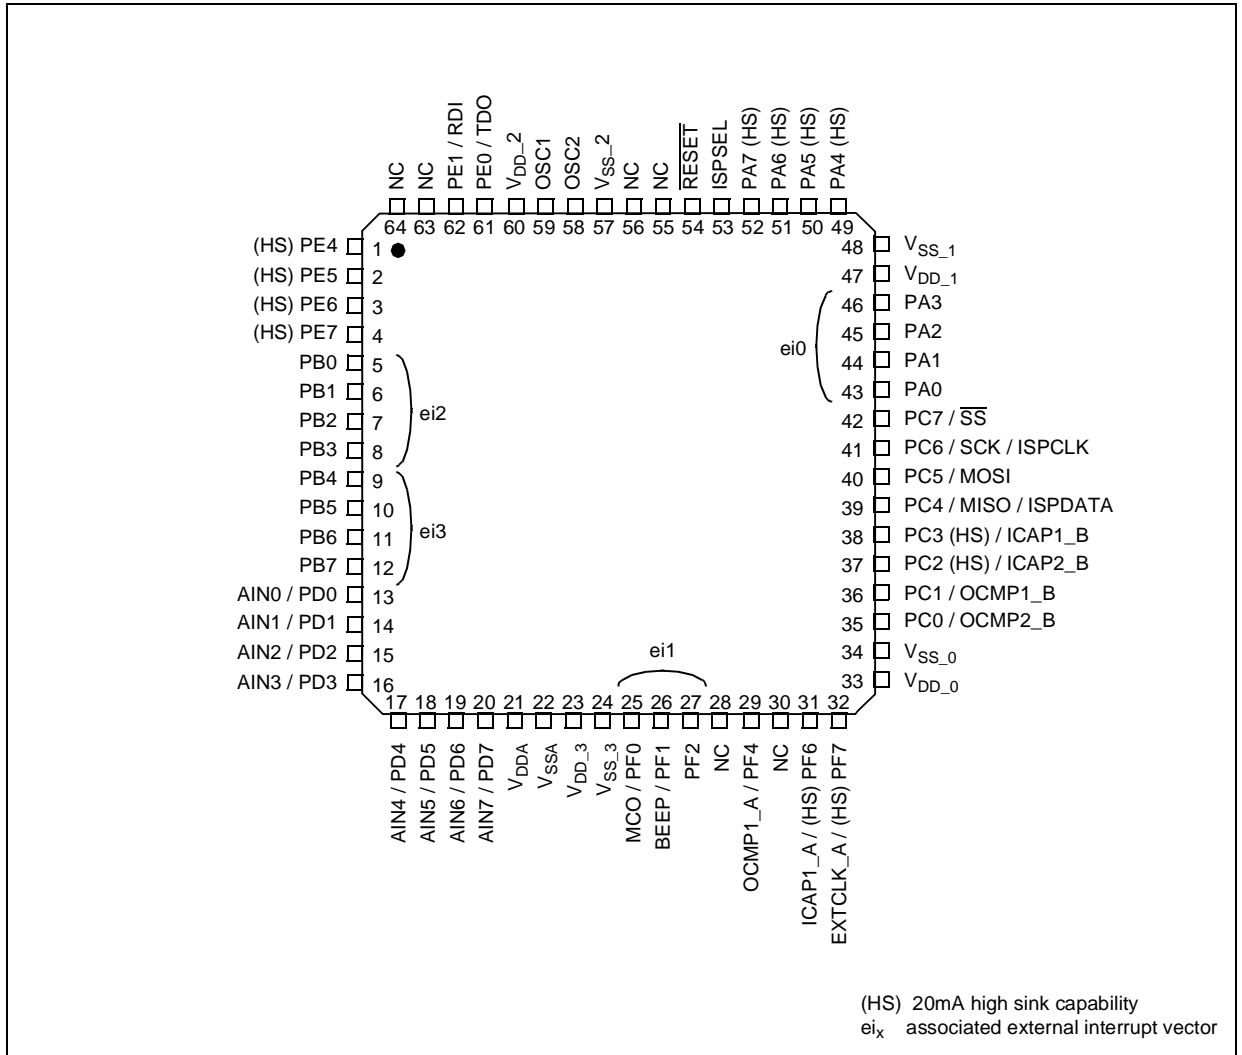 NC
NC
PE1 / RDI
PE0 / TDO
V_DD_2
OSC1
OSC2
V_SS_2
NC
NC
RESET
ISPSEL
PA7 (HS)
PA6 (HS)
PA5 (HS)
PA4 (HS)
64 63 62 61 60 59 58 57 56 55 54 53 52 51 50 49
(HS) PE4 1
(HS) PE5 2
(HS) PE6 3
(HS) PE7 4
PB0 5
PB1 6
PB2 7
PB3 8
ei2
PB4 9
PB5 10
PB6 11
PB7 12
ei3
AIN0 / PD0 13
AIN1 / PD1 14
AIN2 / PD2 15
AIN3 / PD3 16
48 VSS_1
47 VDD_1
46 PA3
45 PA2
44 PA1
43 PA0
ei0
42 PC7 / SS
41 PC6 / SCK / ISPCLK
40 PC5 / MOSI
39 PC4 / MISO / ISPDATA
38 PC3 (HS) / ICAP1_B
37 PC2 (HS) / ICAP2_B
36 PC1 / OCMP1_B
35 PC0 / OCMP2_B
34 VSS_0
33 VDD_0
ei1
17 18 19 20 21 22 23 24 25 26 27 28 29 30 31 32
AIN4 / PD4
AIN5 / PD5
AIN6 / PD6
AIN7 / PD7
VDDA
VSSA
VDD_3
VSS_3
MCO / PF0
BEEP / PF1
PF2
NC
OCMP1_A / PF4
NC
ICAP1_A / (HS) PF6
EXTCLK_A / (HS) PF7
(HS) 20mA high sink capability
eix associated external interrupt vector